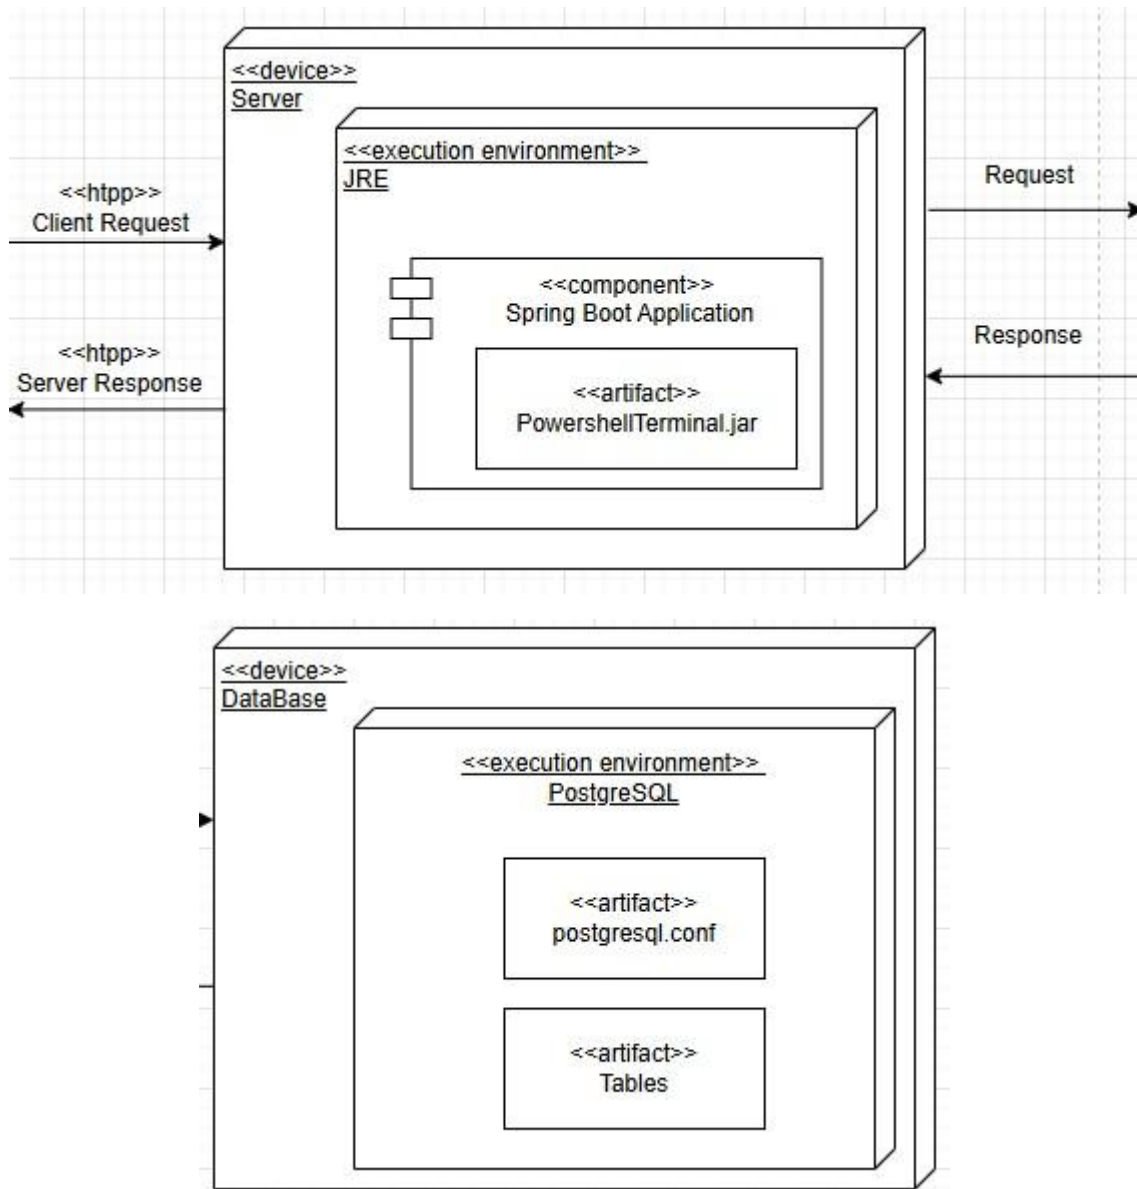 <<device>>
Server
<<execution environment>>
JRE
<<htpp>>
Client Request
Request
<<component>>
Spring Boot Application
<<htpp>>
Server Response
Response
<<artifact>>
PowershellTerminal.jar
<<device>>
DataBase
<<execution environment>>
PostgreSQL
<<artifact>>
postgresql.conf
<<artifact>>
Tables